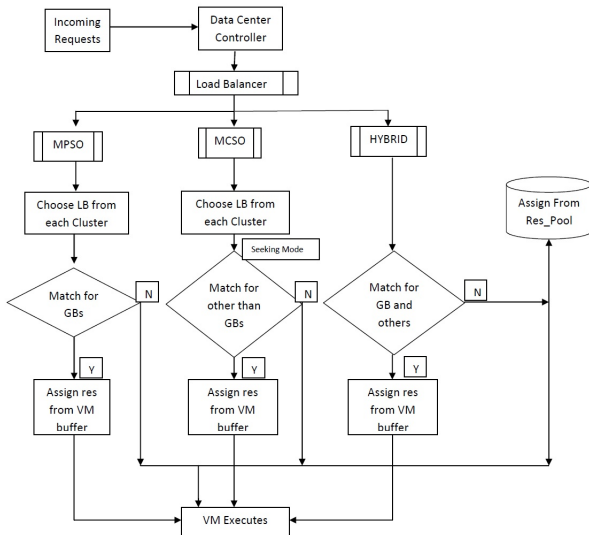 Incoming
Requests
Data Center
Controller
Load Balancer
MPSO
MCSO
HYBRID
Choose LB from
each Cluster
Choose LB from
each Cluster
Assign From
Res_Pool
Seeking Mode
Match for
GBs
N
Match for
other than
GBs
N
Match for
GB and
others
N
Y
Y
Y
Assign res
from VM
buffer
Assign res
from VM
buffer
Assign res
from VM
buffer
VM Executes